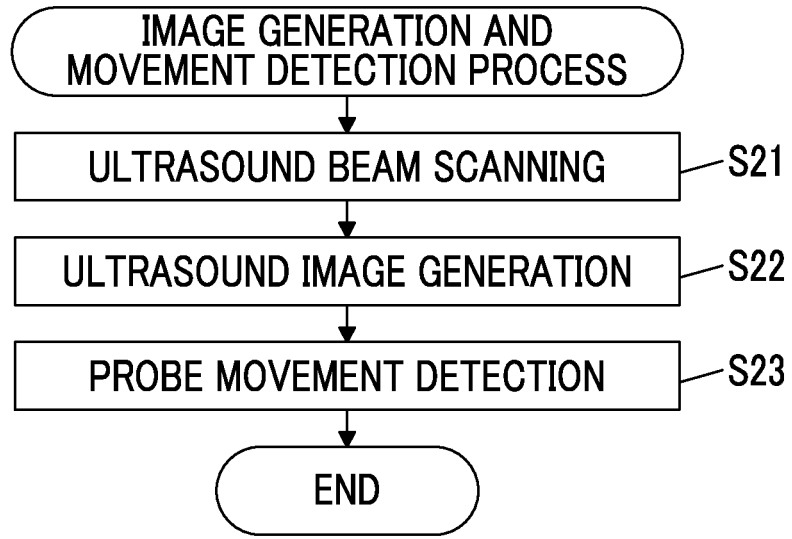 IMAGE GENERATION AND
MOVEMENT DETECTION PROCESS
ULTRASOUND BEAM SCANNING
S21
ULTRASOUND IMAGE GENERATION
S22
PROBE MOVEMENT DETECTION
S23
END